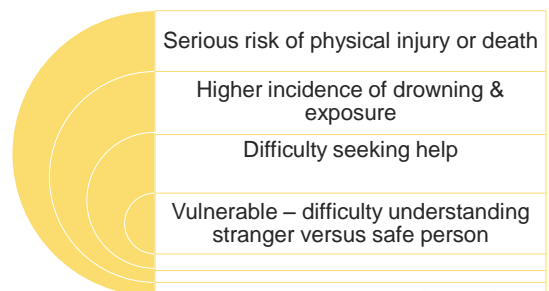 Serious risk of physical injury or death
Higher incidence of drowning &
exposure
Difficulty seeking help
Vulnerable – difficulty understanding
stranger versus safe person